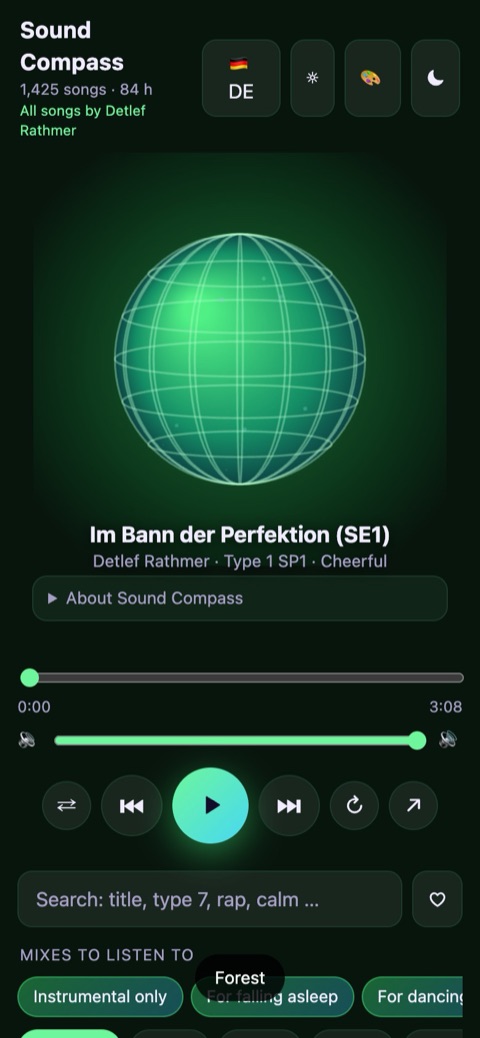 Sound
Compass
1,425 songs · 84 h
All songs by Detlef
Rathmer
DE
Im Bann der Perfektion (SE1)
Detlef Rathmer · Type 1 SP1 · Cheerful
About Sound Compass
0:00
3:08
Search: title, type 7, rap, calm ...
MIXES TO LISTEN TO
Forest
Instrumental only
For falling asleep
For dancing